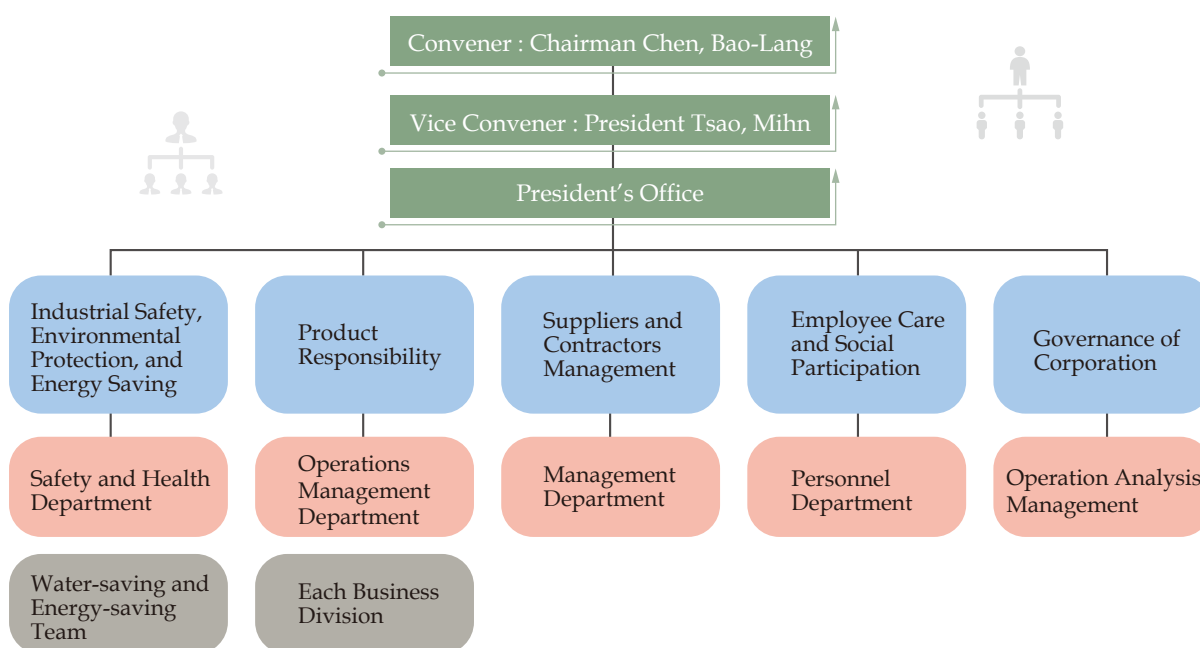 Convener : Chairman Chen, Bao-Lang
Vice Convener : President Tsao, Mihn
President’s Office
Industrial Safety,
Environmental
Protection, and
Energy Saving
Product
Responsibility
Suppliers and
Contractors
Management
Employee Care
and Social
Participation
Governance of
Corporation
Safety and Health
Department
Operations
Management
Department
Management
Department
Personnel
Department
Operation Analysis
Management
Water-saving and
Energy-saving
Team
Each Business
Division